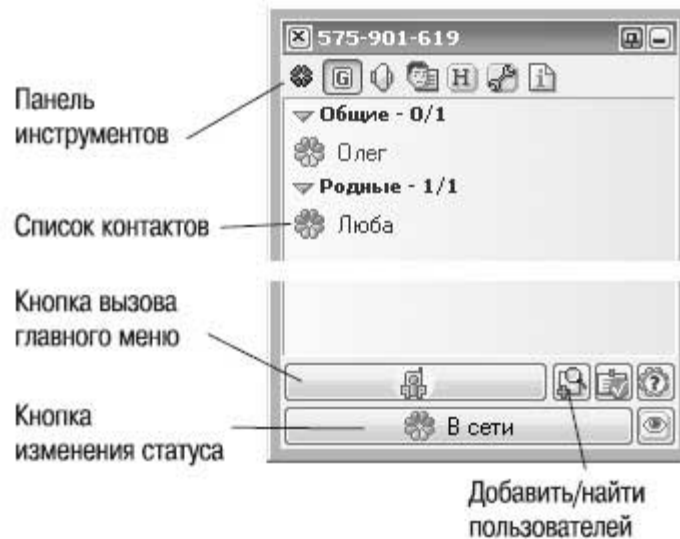 575-901-619
Панель
инструментов
G
H
i
Общие - 0/1
Олег
Родные - 1/1
Список контактов
Люба
Кнопка вызова
главного меню
?
Кнопка
изменения статуса
В сети
Добавить/найти
пользователей